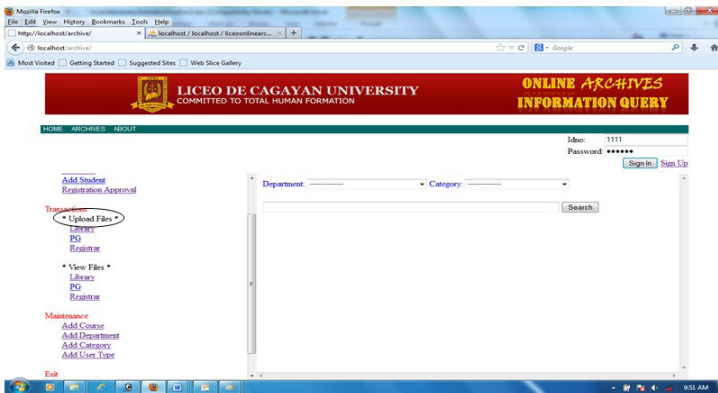 Mozilla Firefox
File Edit View History Bookmarks Tools Help
http://localhost/archive/ × localhost / localhost / liceoonlinearc... × +
localhost/archive/ Google
Most Visited Getting Started Suggested Sites Web Slice Gallery
LICEO DE CAGAYAN UNIVERSITY
COMMITTED TO TOTAL HUMAN FORMATION
ONLINE ARCHIVES
INFORMATION QUERY
HOME ARCHIVES ABOUT
Idno: 1111
Password: ••••••
Sign In Sign Up
Add Student
Registration Approval
Department: Category:
Search
Transactions
* Upload Files *
Library
PG
Registrar
* View Files *
Library
PG
Registrar
Maintenance
Add Course
Add Department
Add Category
Add User Type
Exit
9:51 AM